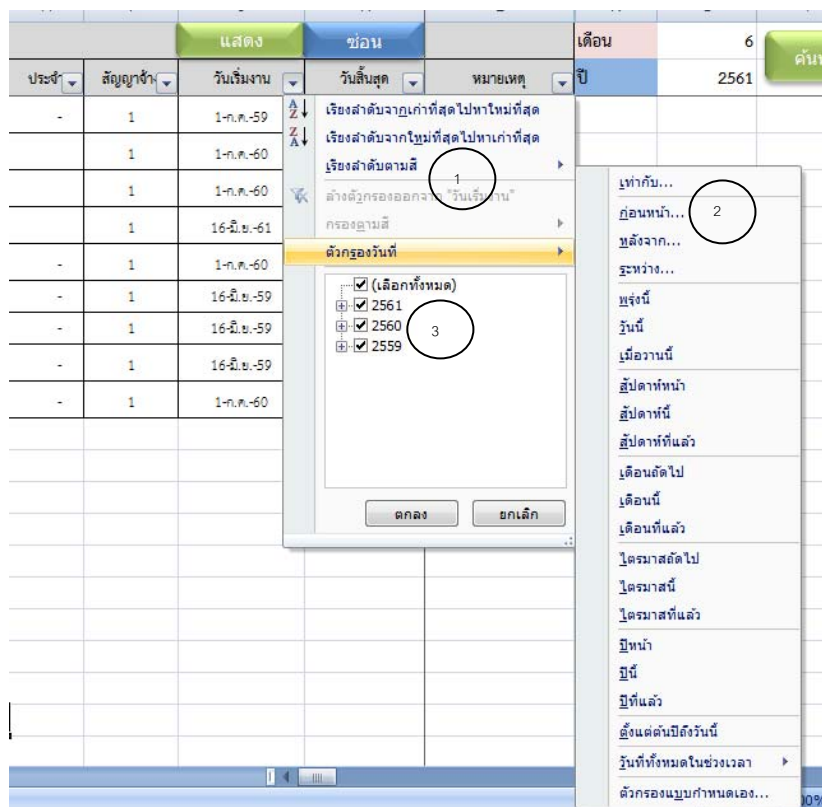 แสดง ซ่อน เดือน 6
ค้นห
ประจำ สัญญาจ้าง วันเริ่มงาน วันสิ้นสุด หมายเหตุ ปี 2561
- 1 1-ก.ค.-59
1 1-ก.ค.-60
1 1-ก.ค.-60
1 16-มิ.ย.-61
- 1 1-ก.ค.-60
- 1 16-มิ.ย.-59
- 1 16-มิ.ย.-59
- 1 16-มิ.ย.-59
- 1 1-ก.ค.-60
เรียงลำดับจากเก่าที่สุดไปหาใหม่ที่สุด
เรียงลำดับจากใหม่ที่สุดไปหาเก่าที่สุด
เรียงลำดับตามสี
1
ล้างตัวกรองออกจาก "วันเริ่มงาน"
กรองตามสี
ตัวกรองวันที่
(เลือกทั้งหมด)
2561
2560
2559
3
ตกลง ยกเลิก
เท่ากับ...
ก่อนหน้า...
2
หลังจาก...
ระหว่าง...
พรุ่งนี้
วันนี้
เมื่อวานนี้
สัปดาห์หน้า
สัปดาห์นี้
สัปดาห์ที่แล้ว
เดือนถัดไป
เดือนนี้
เดือนที่แล้ว
ไตรมาสถัดไป
ไตรมาสนี้
ไตรมาสที่แล้ว
ปีหน้า
ปีนี้
ปีที่แล้ว
ตั้งแต่ต้นปีถึงวันนี้
วันที่ทั้งหมดในช่วงเวลา
ตัวกรองแบบกำหนดเอง...
00%